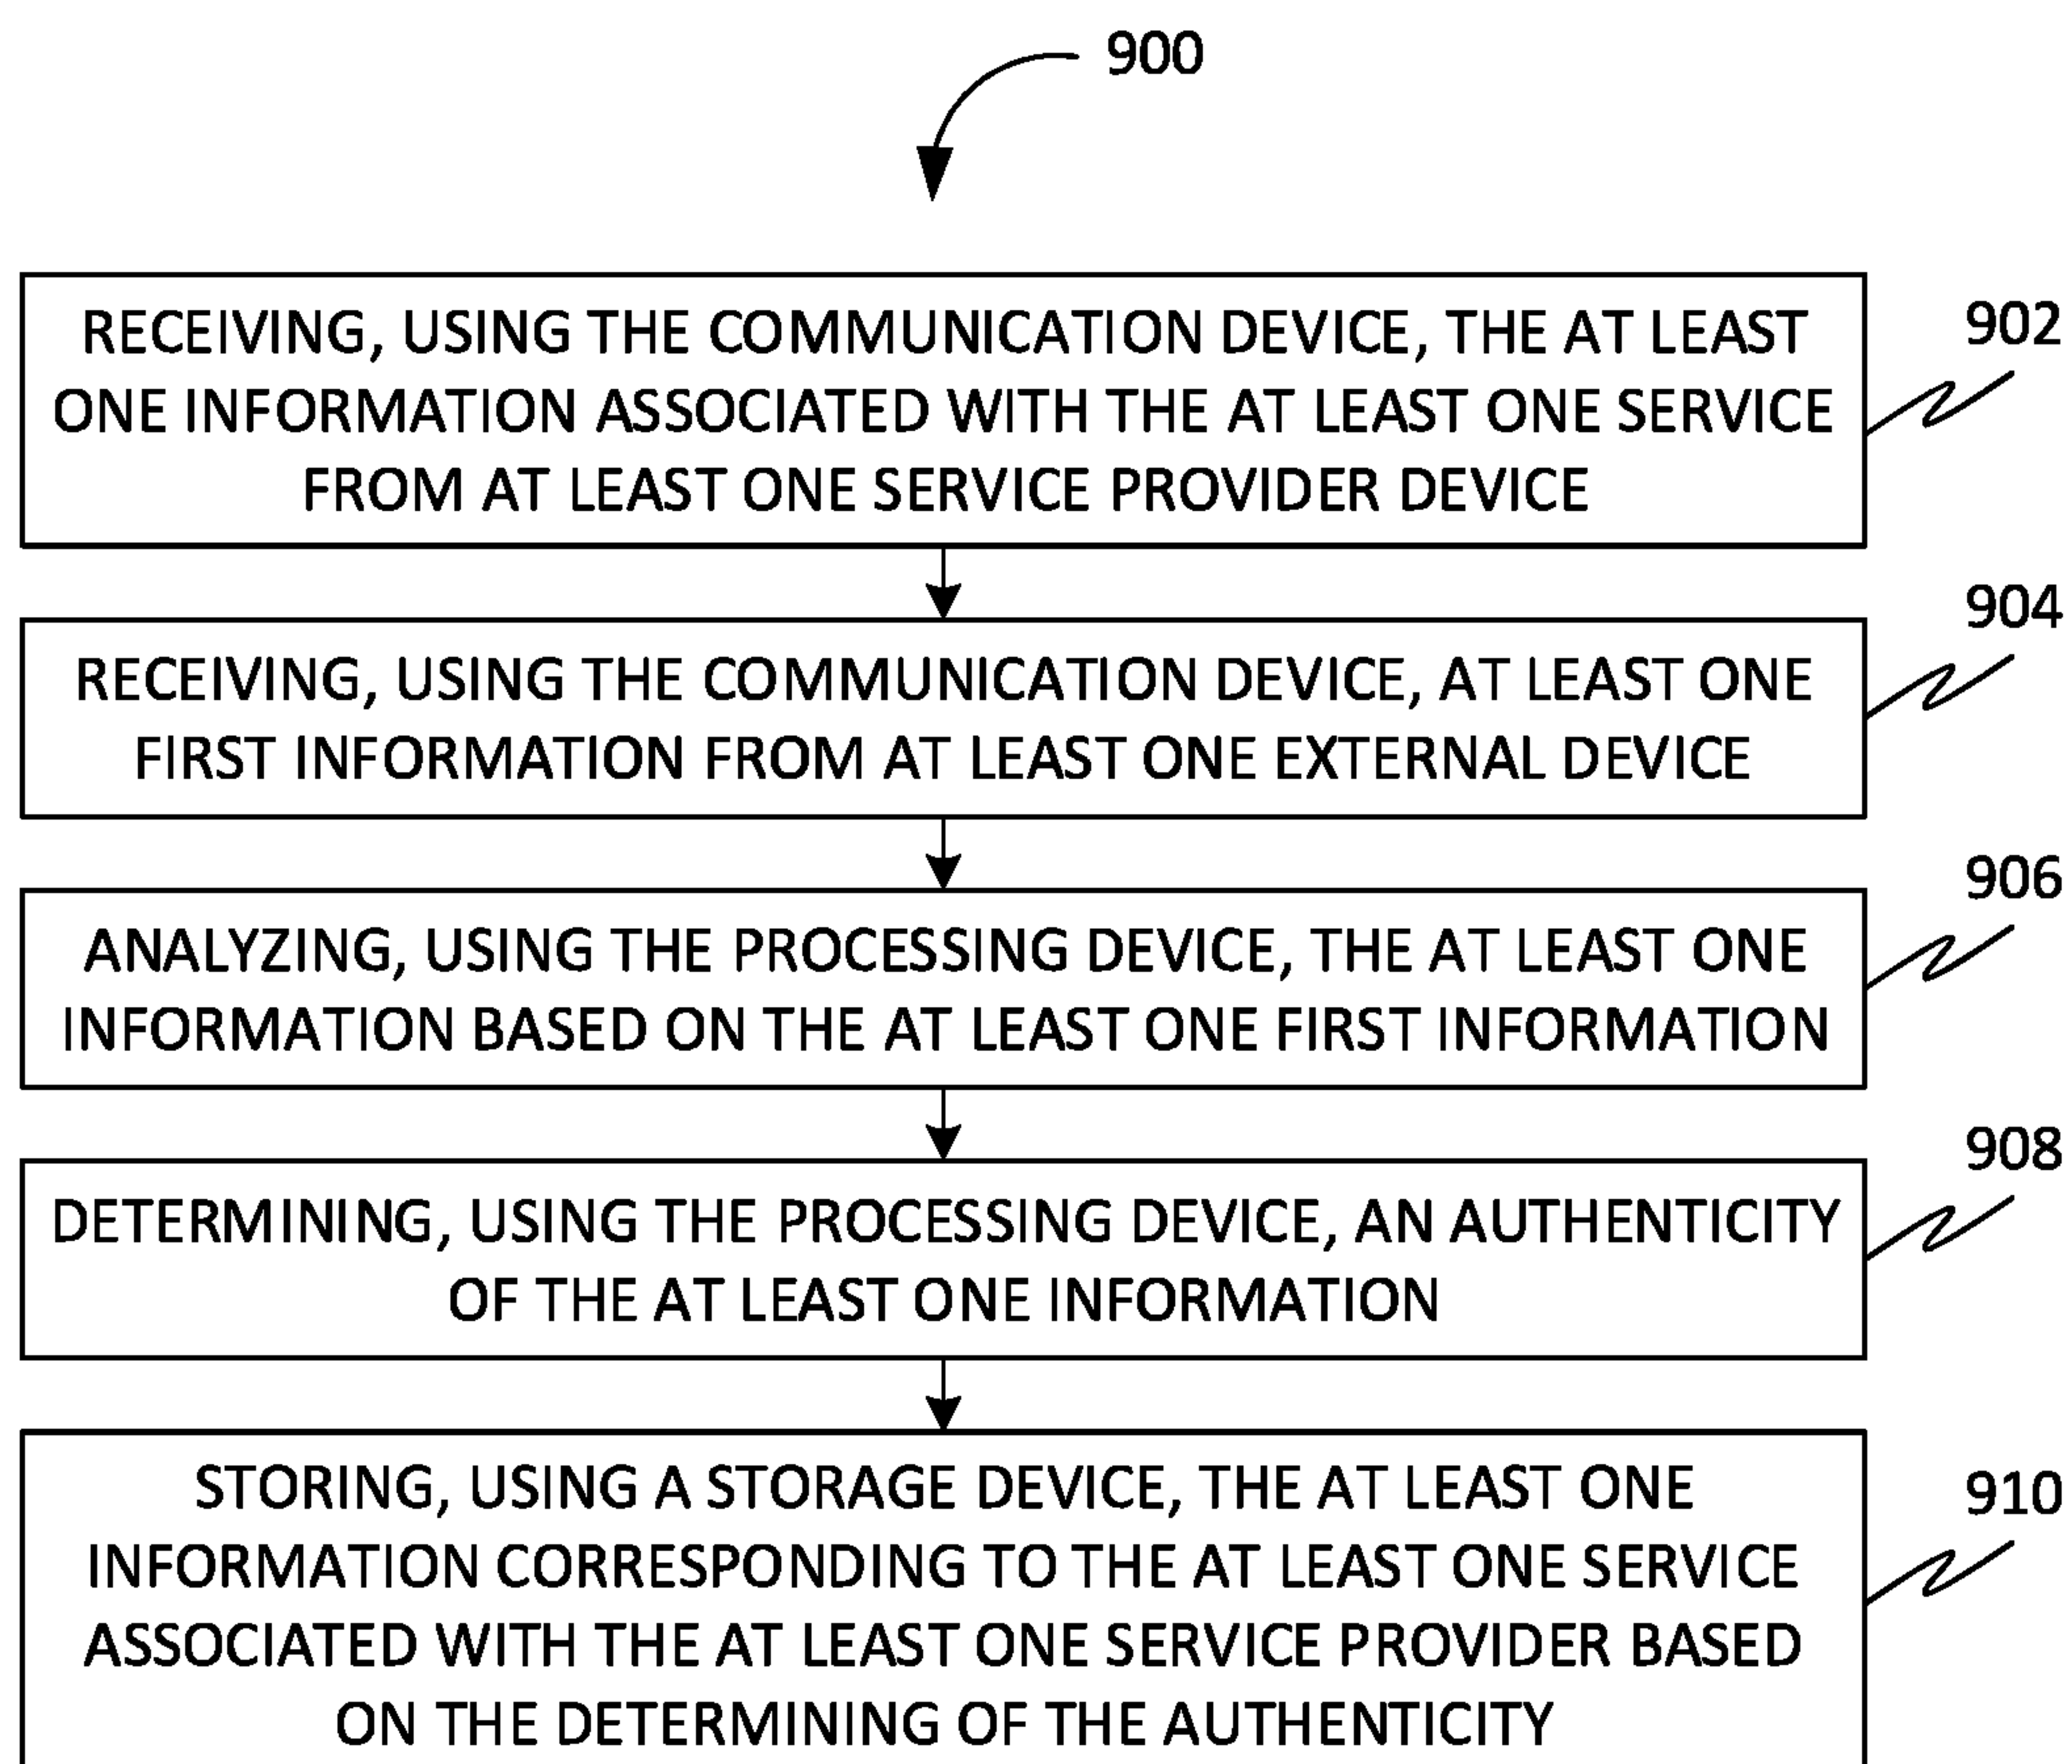 900
RECEIVING, USING THE COMMUNICATION DEVICE, THE AT LEAST
ONE INFORMATION ASSOCIATED WITH THE AT LEAST ONE SERVICE
FROM AT LEAST ONE SERVICE PROVIDER DEVICE
902
RECEIVING, USING THE COMMUNICATION DEVICE, AT LEAST ONE
FIRST INFORMATION FROM AT LEAST ONE EXTERNAL DEVICE
904
ANALYZING, USING THE PROCESSING DEVICE, THE AT LEAST ONE
INFORMATION BASED ON THE AT LEAST ONE FIRST INFORMATION
906
DETERMINING, USING THE PROCESSING DEVICE, AN AUTHENTICITY
OF THE AT LEAST ONE INFORMATION
908
STORING, USING A STORAGE DEVICE, THE AT LEAST ONE
INFORMATION CORRESPONDING TO THE AT LEAST ONE SERVICE
ASSOCIATED WITH THE AT LEAST ONE SERVICE PROVIDER BASED
ON THE DETERMINING OF THE AUTHENTICITY
910